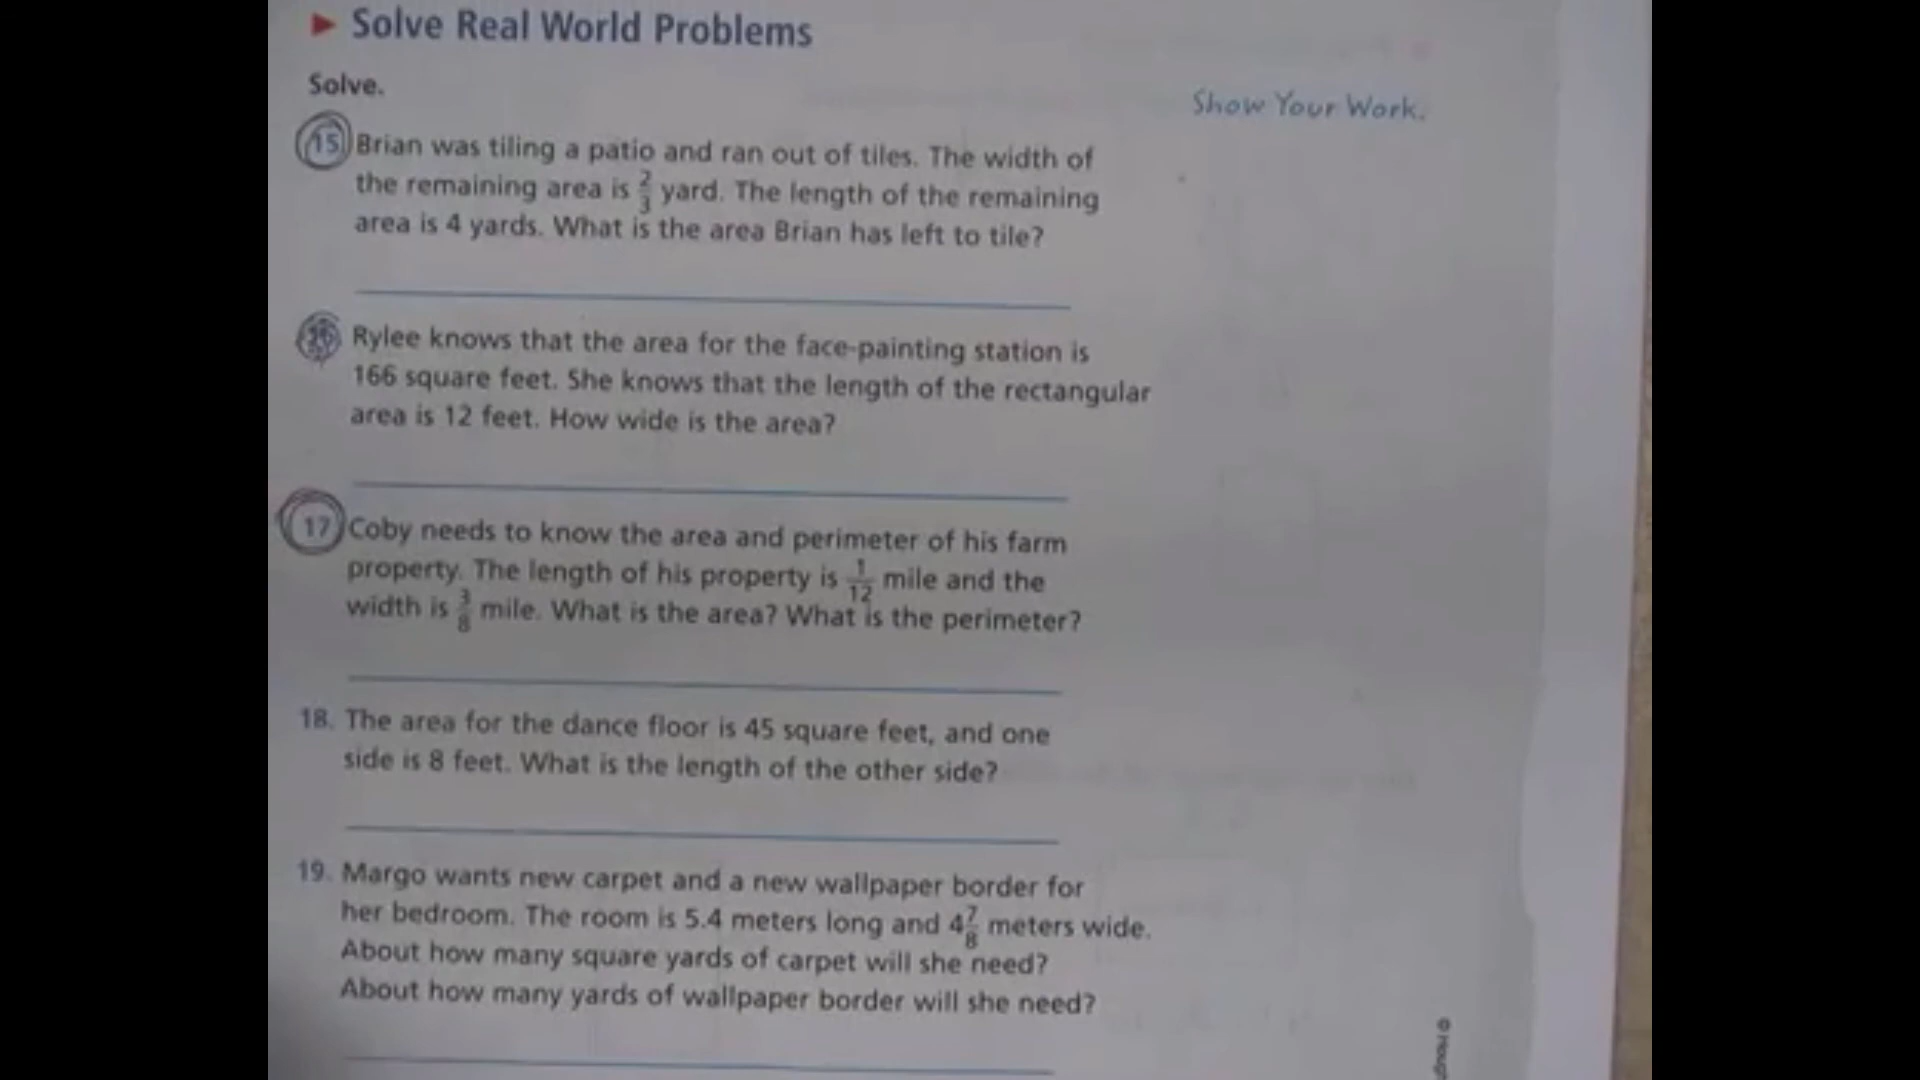 ► Solve Real World Problems
Solve.
Show Your Work.
15 Brian was tiling a patio and ran out of tiles. The width of
the remaining area is 2/3 yard. The length of the remaining
area is 4 yards. What is the area Brian has left to tile?
16 Rylee knows that the area for the face-painting station is
166 square feet. She knows that the length of the rectangular
area is 12 feet. How wide is the area?
17 Coby needs to know the area and perimeter of his farm
property. The length of his property is 1/12 mile and the
width is 3/8 mile. What is the area? What is the perimeter?
18. The area for the dance floor is 45 square feet, and one
side is 8 feet. What is the length of the other side?
19. Margo wants new carpet and a new wallpaper border for
her bedroom. The room is 5.4 meters long and 4 7/8 meters wide.
About how many square yards of carpet will she need?
About how many yards of wallpaper border will she need?